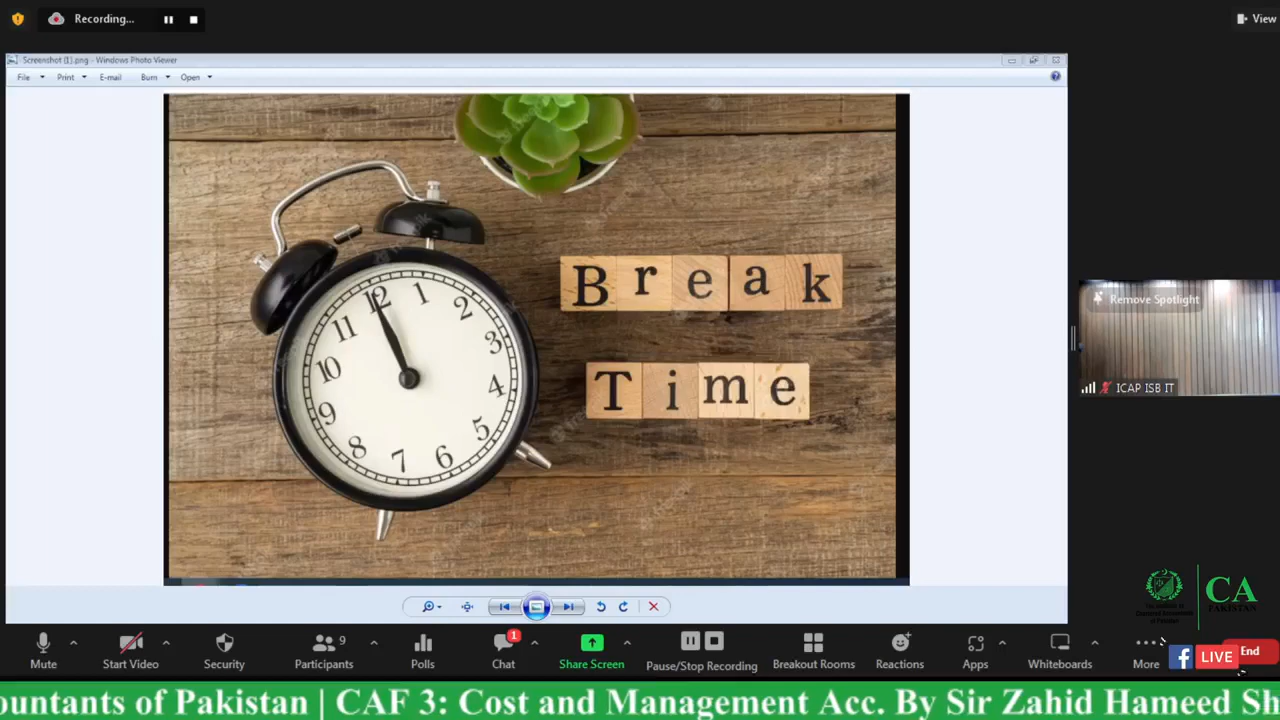 Recording...
View
Screenshot (1).png - Windows Photo Viewer
File Print E-mail Burn Open
12 1 2 3 4 5 6 7 8 9 10 11
Break
Time
Remove Spotlight
ICAP ISB IT
CA
PAKISTAN
9
1
Mute
Start Video
Security
Participants
Polls
Chat
Share Screen
Pause/Stop Recording
Breakout Rooms
Reactions
Apps
Whiteboards
More
LIVE
End
ountants of Pakistan | CAF 3: Cost and Management Acc. By Sir Zahid Hameed Sh